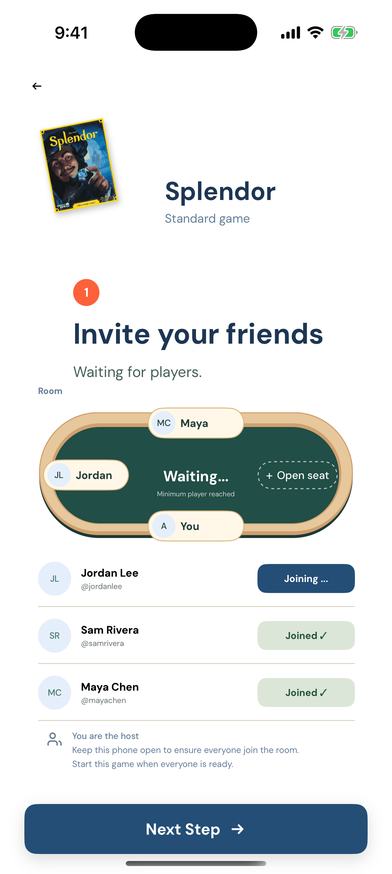 9:41
Splendor
Splendor
Standard game
1
Invite your friends
Waiting for players.
Room
MC Maya
JL Jordan
Waiting...
+ Open seat
Minimum player reached
A You
JL
Jordan Lee
@jordanlee
Joining ...
SR
Sam Rivera
@samrivera
Joined ✓
MC
Maya Chen
@mayachen
Joined ✓
You are the host
Keep this phone open to ensure everyone join the room.
Start this game when everyone is ready.
Next Step →